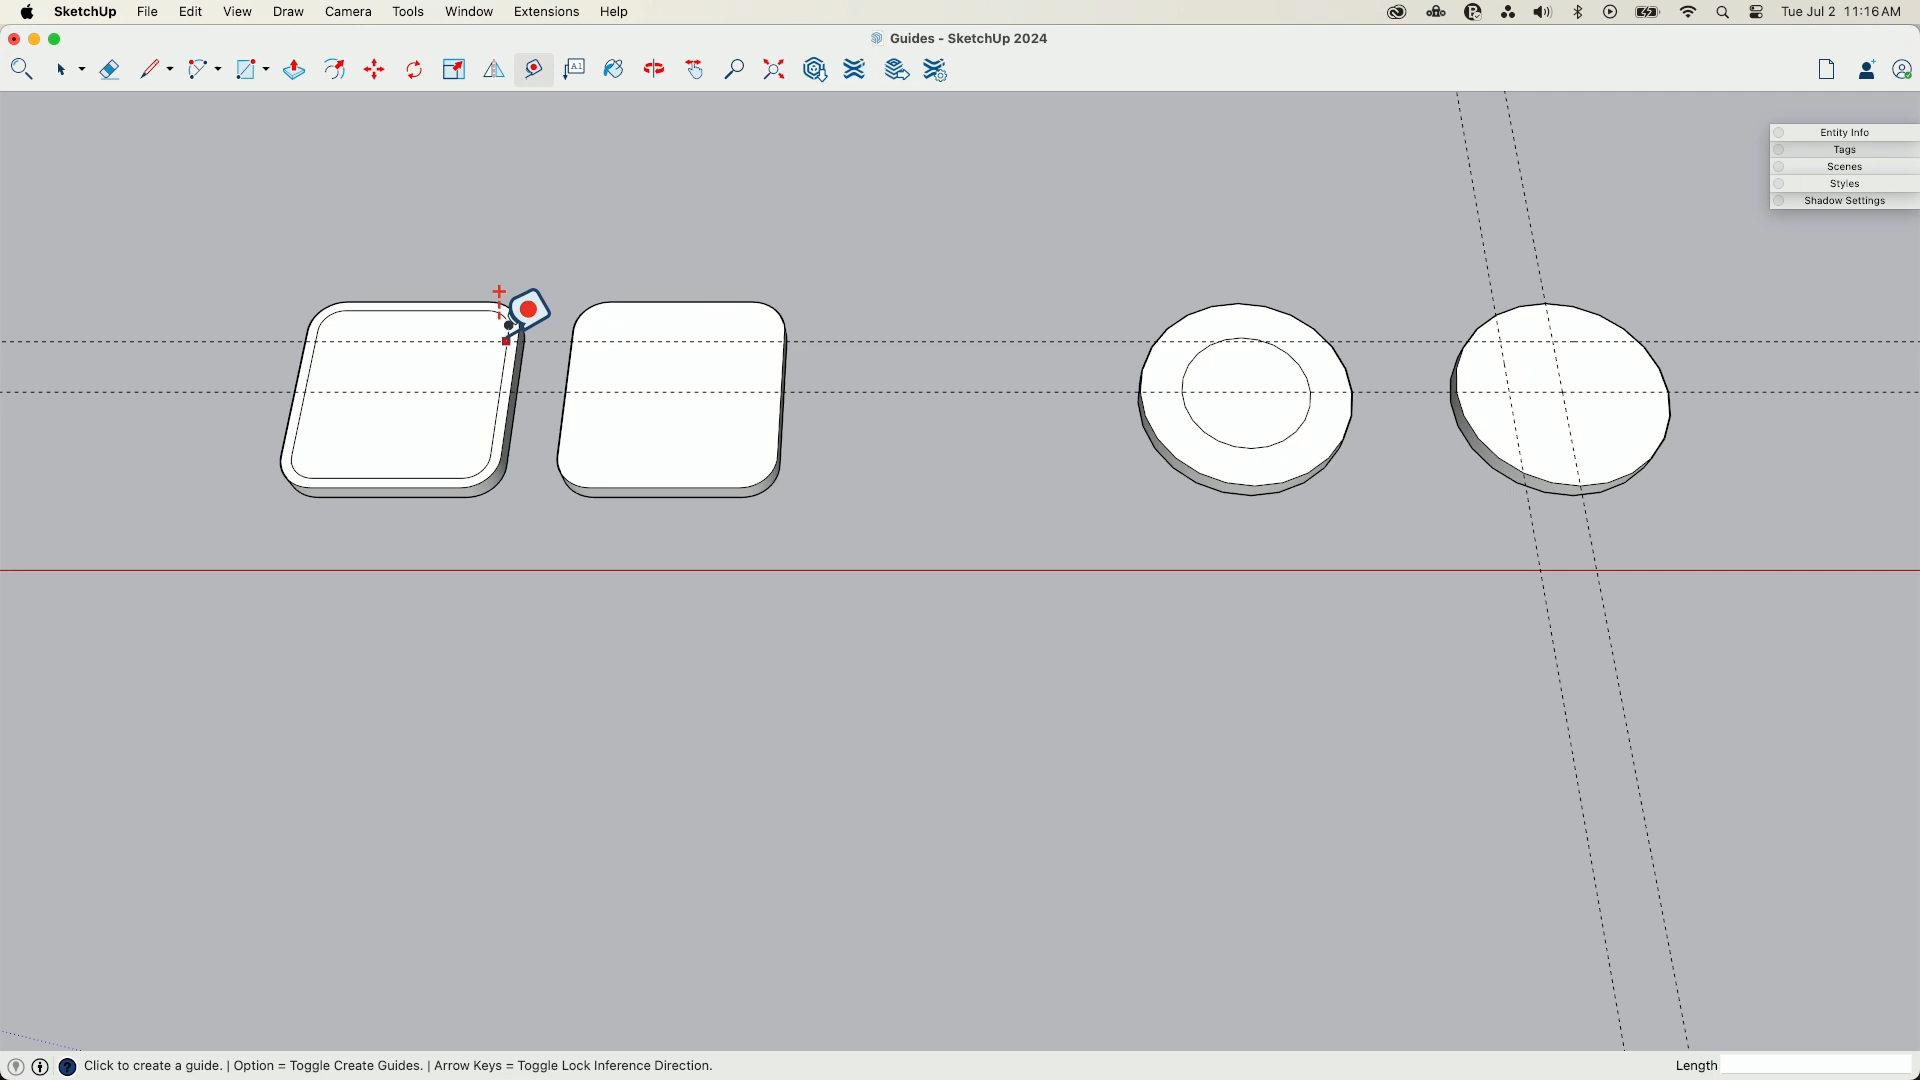 SketchUp File Edit View Draw Camera Tools Window Extensions Help Tue Jul 2 11:16 AM
Guides - SketchUp 2024
A1
Entity Info
Tags
Scenes
Styles
Shadow Settings
Click to create a guide. | Option = Toggle Create Guides. | Arrow Keys = Toggle Lock Inference Direction.
Length